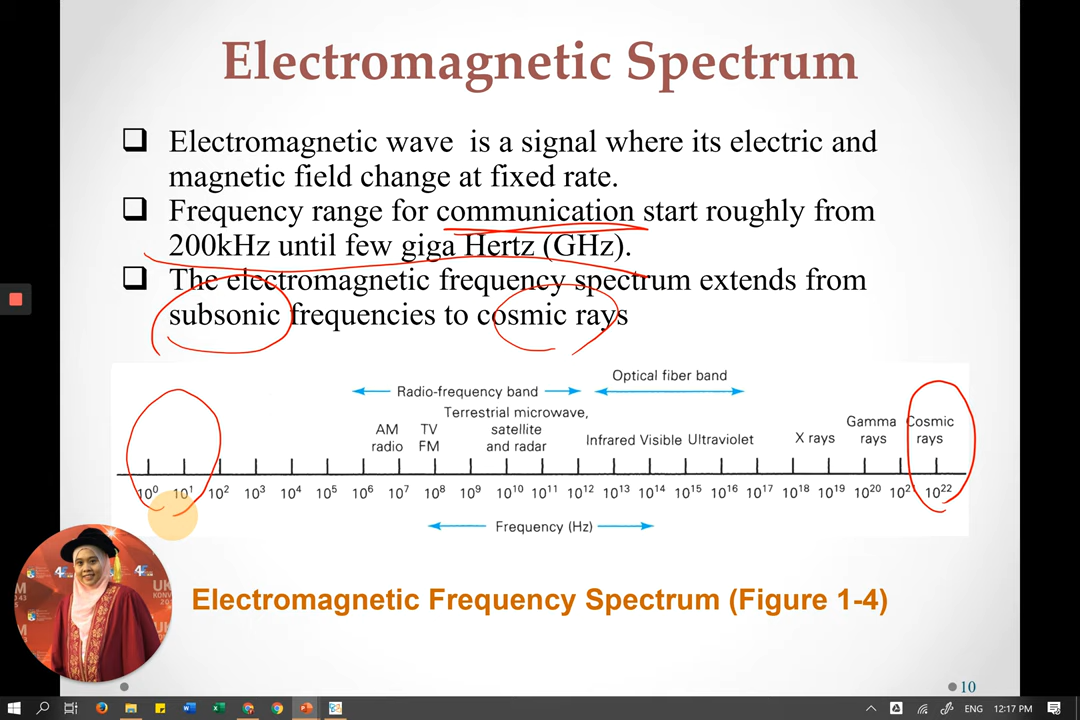 Electromagnetic Spectrum
Electromagnetic wave is a signal where its electric and
magnetic field change at fixed rate.
Frequency range for communication start roughly from
200kHz until few giga Hertz (GHz).
The electromagnetic frequency spectrum extends from
subsonic frequencies to cosmic rays
Optical fiber band
Radio-frequency band
Terrestrial microwave,
satellite
and radar
AM
radio
TV
FM
Infrared Visible Ultraviolet
X rays
Gamma
rays
Cosmic
rays
10⁰ 10¹ 10² 10³ 10⁴ 10⁵ 10⁶ 10⁷ 10⁸ 10⁹ 10¹⁰ 10¹¹ 10¹² 10¹³ 10¹⁴ 10¹⁵ 10¹⁶ 10¹⁷ 10¹⁸ 10¹⁹ 10²⁰ 10²¹ 10²²
Frequency (Hz)
Electromagnetic Frequency Spectrum (Figure 1-4)
10
ENG
12:17 PM